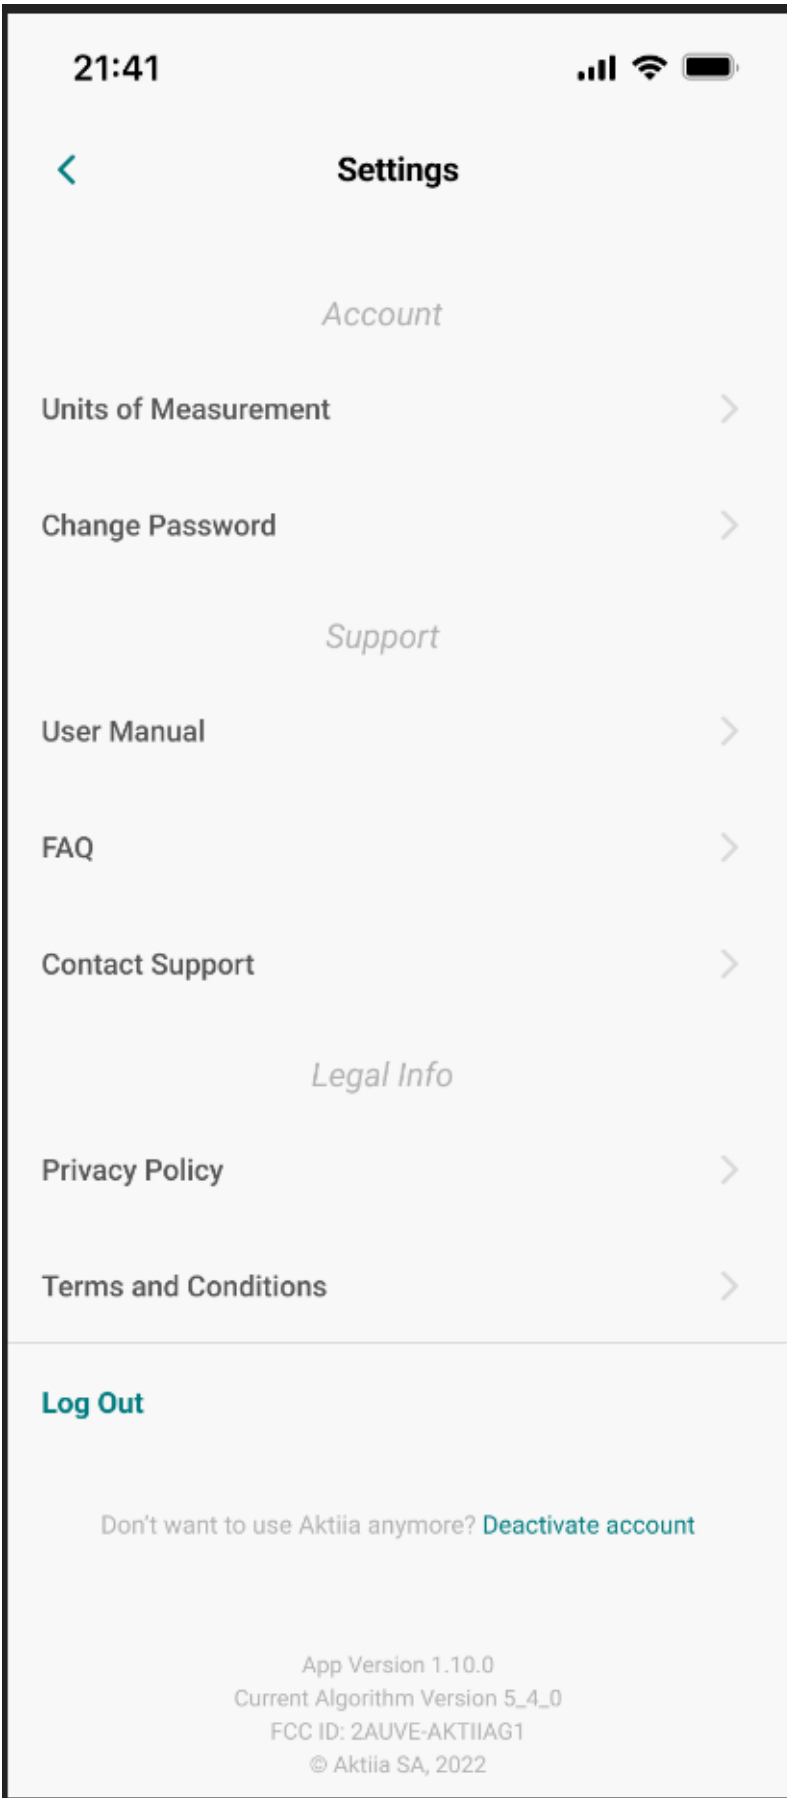 21:41
Settings
Account
Units of Measurement
Change Password
Support
User Manual
FAQ
Contact Support
Legal Info
Privacy Policy
Terms and Conditions
Log Out
Don't want to use Aktiia anymore? Deactivate account
App Version 1.10.0
Current Algorithm Version 5_4_0
FCC ID: 2AUVE-AKTIIAG1
© Aktiia SA, 2022